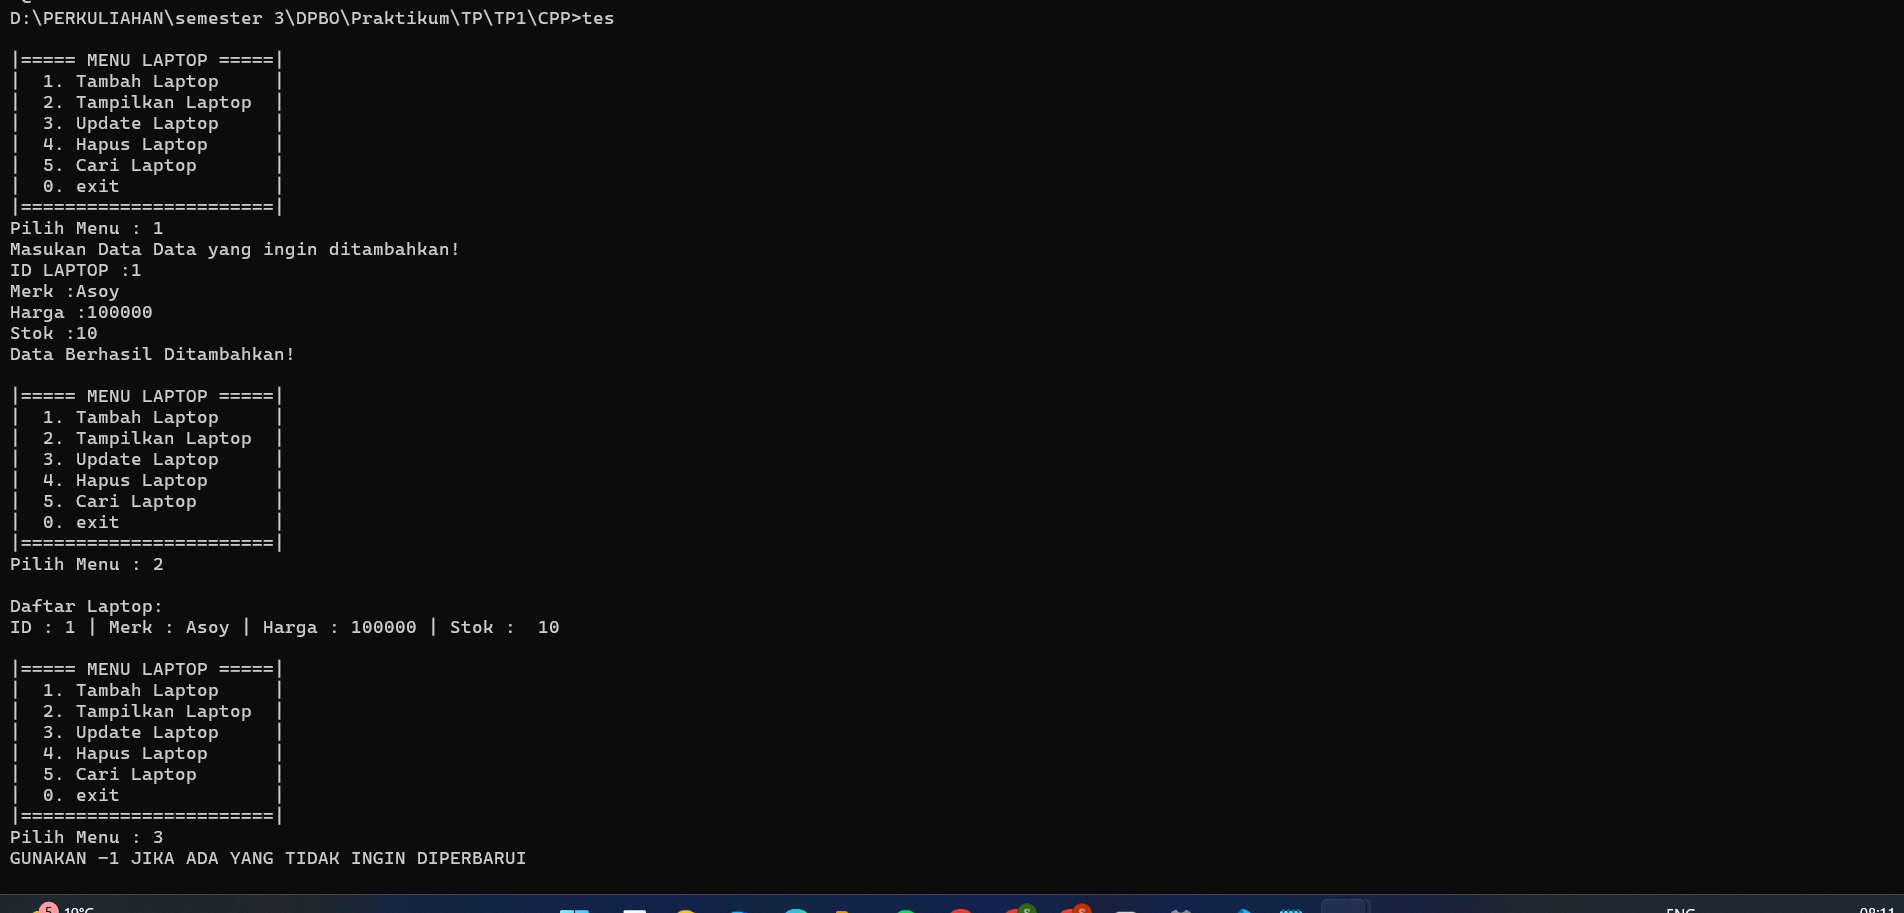 D:\PERKULIAHAN\semester 3\DPBO\Praktikum\TP\TP1\CPP>tes
|===== MENU LAPTOP =====|
|  1. Tambah Laptop     |
|  2. Tampilkan Laptop  |
|  3. Update Laptop     |
|  4. Hapus Laptop      |
|  5. Cari Laptop       |
|  0. exit              |
|=======================|
Pilih Menu : 1
Masukan Data Data yang ingin ditambahkan!
ID LAPTOP :1
Merk :Asoy
Harga :100000
Stok :10
Data Berhasil Ditambahkan!
|===== MENU LAPTOP =====|
|  1. Tambah Laptop     |
|  2. Tampilkan Laptop  |
|  3. Update Laptop     |
|  4. Hapus Laptop      |
|  5. Cari Laptop       |
|  0. exit              |
|=======================|
Pilih Menu : 2
Daftar Laptop:
ID : 1 | Merk : Asoy | Harga : 100000 | Stok :  10
|===== MENU LAPTOP =====|
|  1. Tambah Laptop     |
|  2. Tampilkan Laptop  |
|  3. Update Laptop     |
|  4. Hapus Laptop      |
|  5. Cari Laptop       |
|  0. exit              |
|=======================|
Pilih Menu : 3
GUNAKAN -1 JIKA ADA YANG TIDAK INGIN DIPERBARUI
5 19°C
S S
ENG 08:11